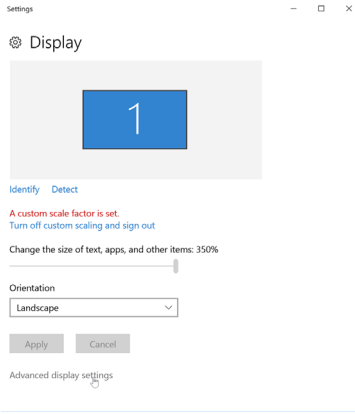 Settings
Display
1
Identify Detect
A custom scale factor is set.
Turn off custom scaling and sign out
Change the size of text, apps, and other items: 350%
Orientation
Landscape
Apply Cancel
Advanced display settings